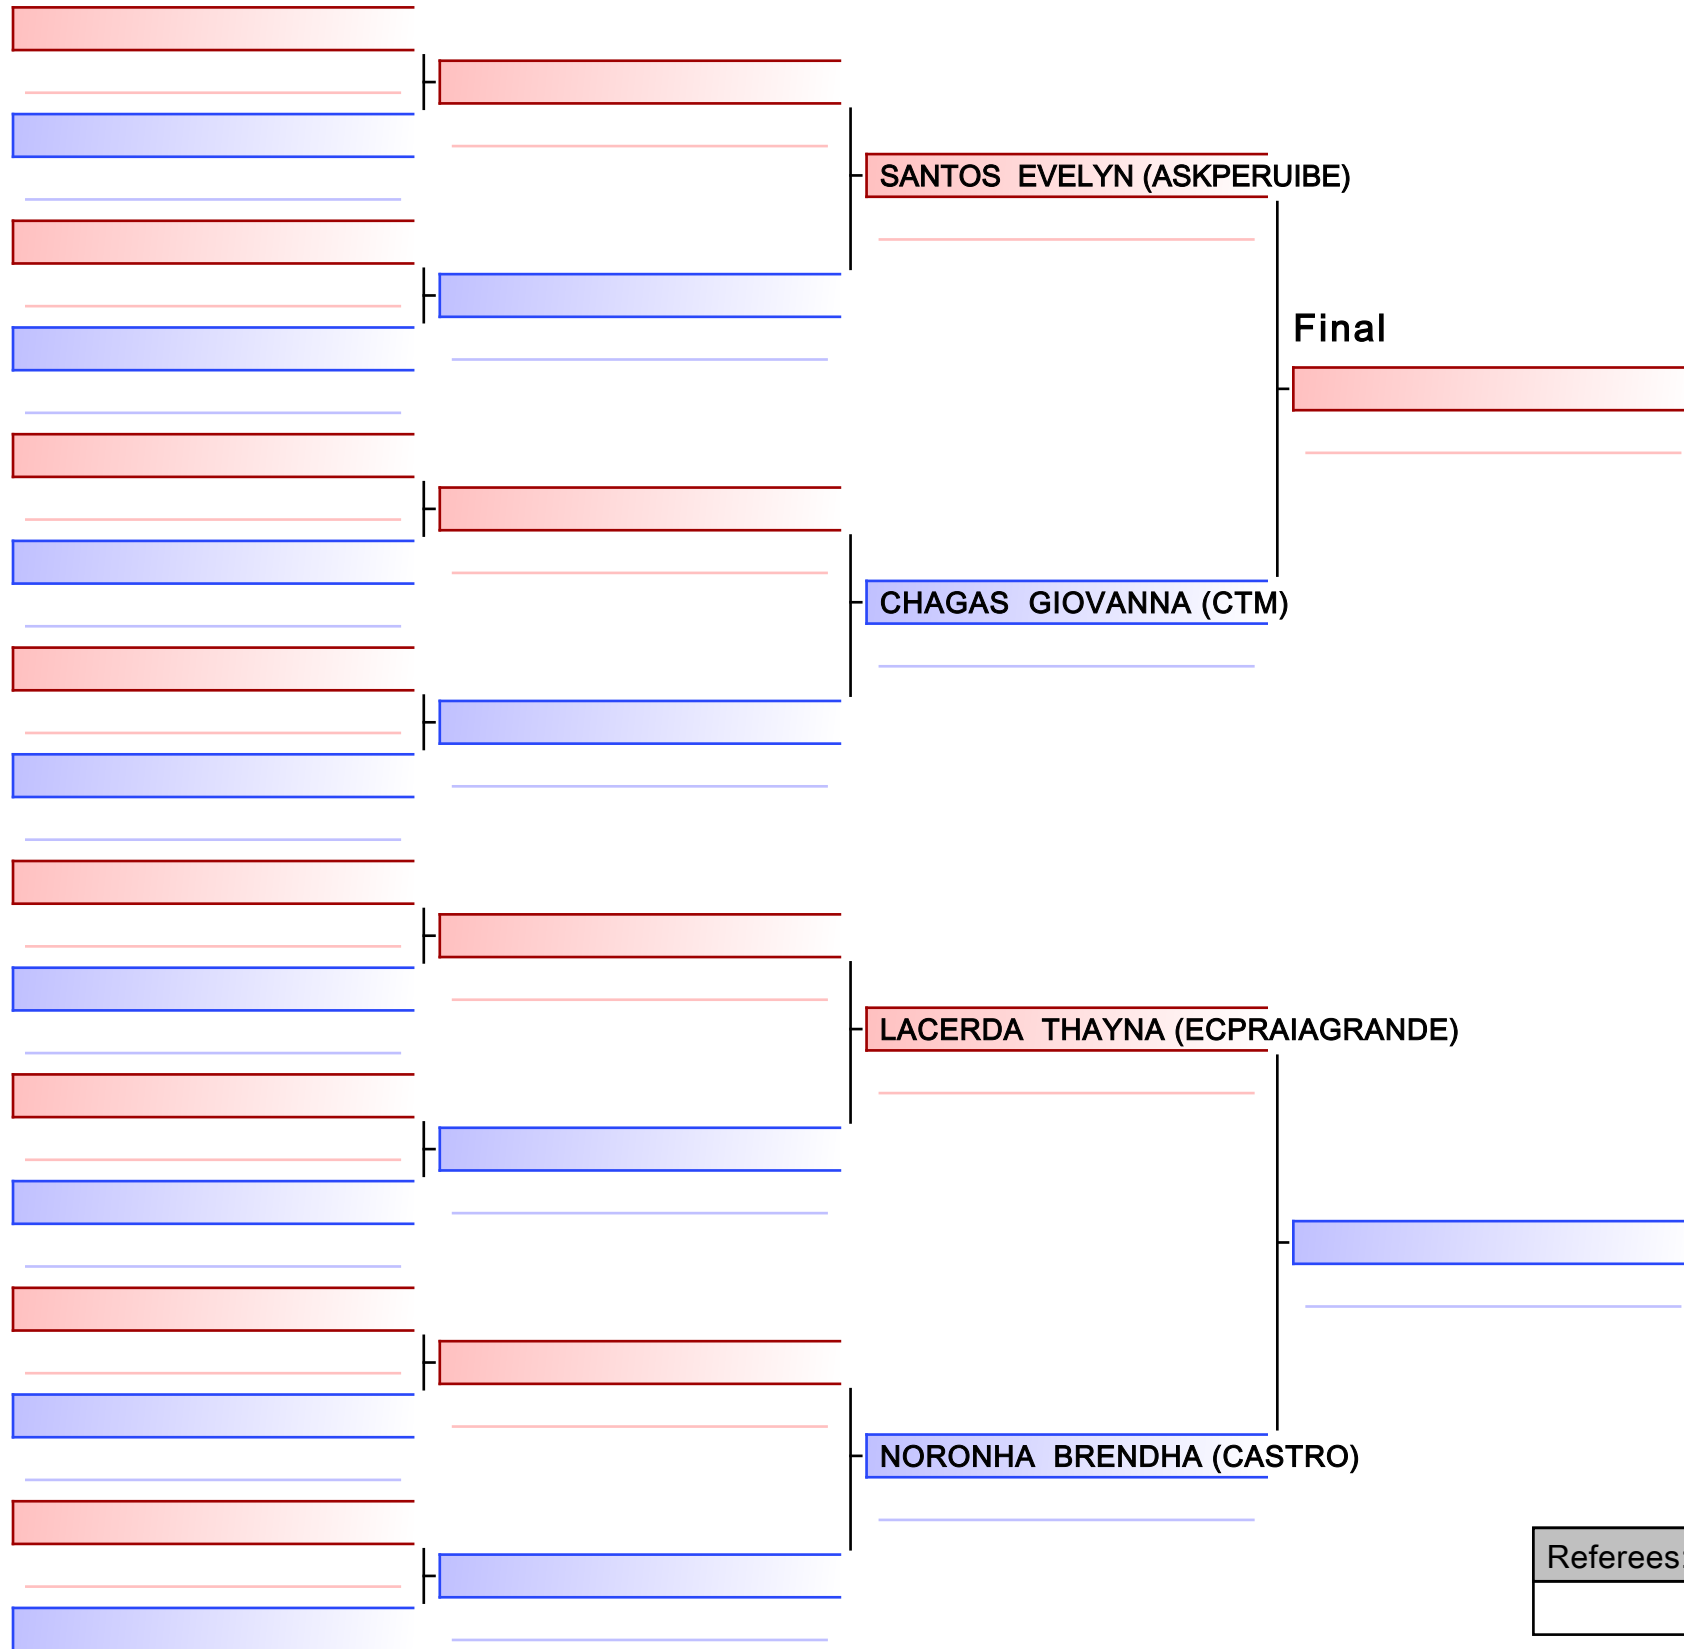 SANTOS  EVELYN (ASKPERUIBE)
Final
CHAGAS  GIOVANNA (CTM)
LACERDA  THAYNA (ECPRAIAGRANDE)
NORONHA  BRENDHA (CASTRO)
Referees: